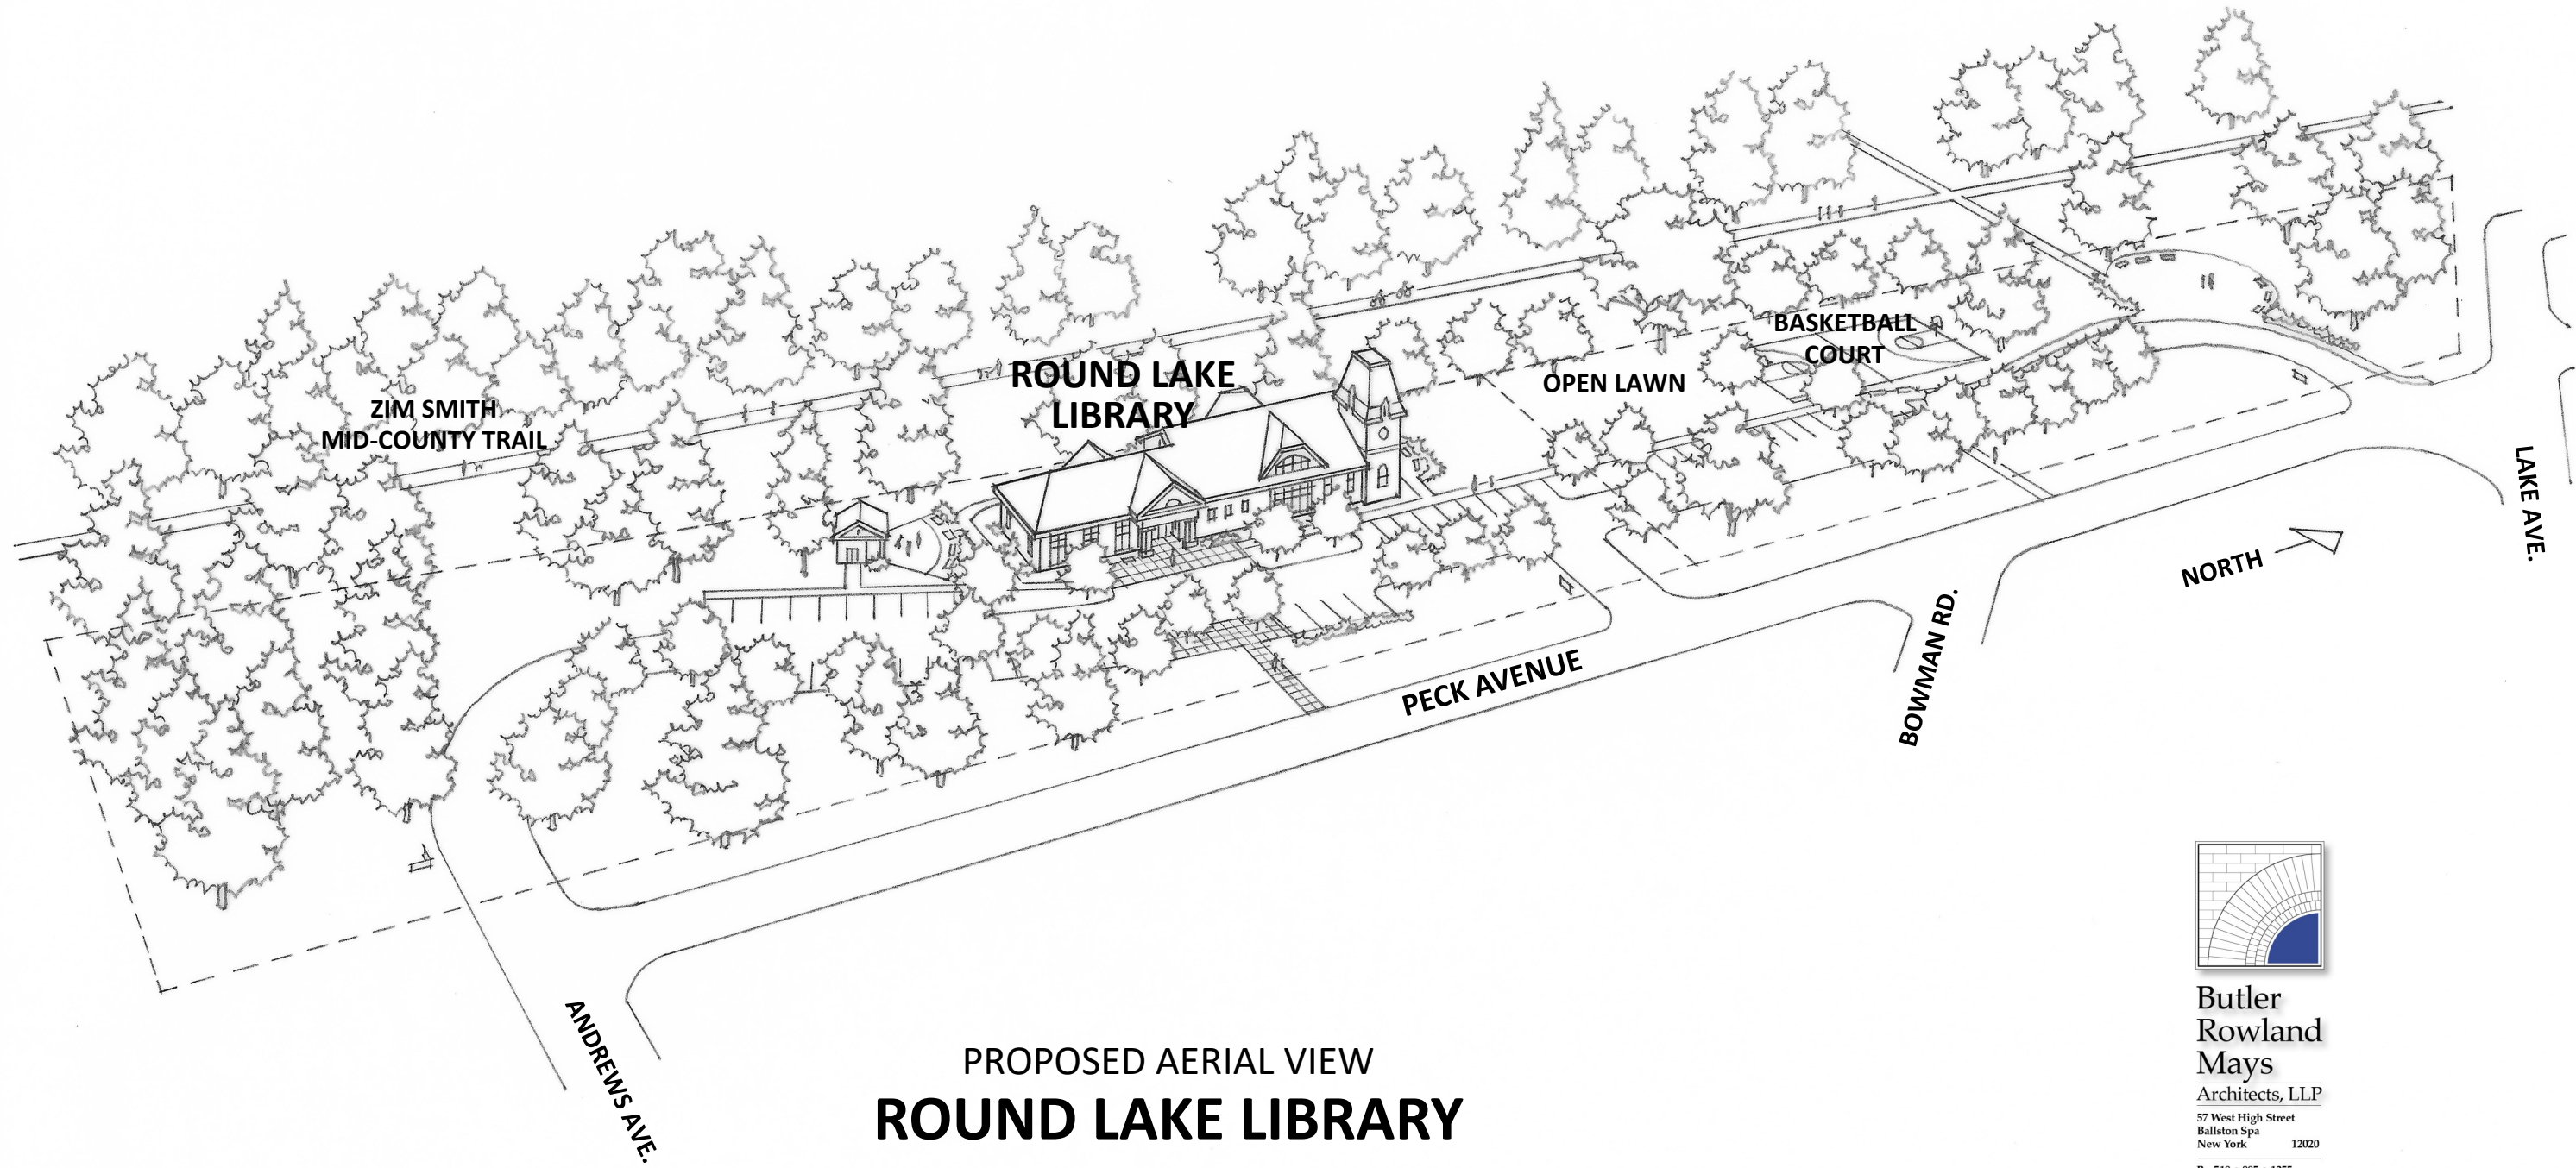 ZIM SMITH
MID-COUNTY TRAIL
ROUND LAKE
LIBRARY
OPEN LAWN
BASKETBALL
COURT
LAKE AVE.
NORTH
BOWMAN RD.
PECK AVENUE
ANDREWS AVE.
PROPOSED AERIAL VIEW
ROUND LAKE LIBRARY
Butler
Rowland
Mays
Architects, LLP
57 West High Street
Ballston Spa
New York 12020